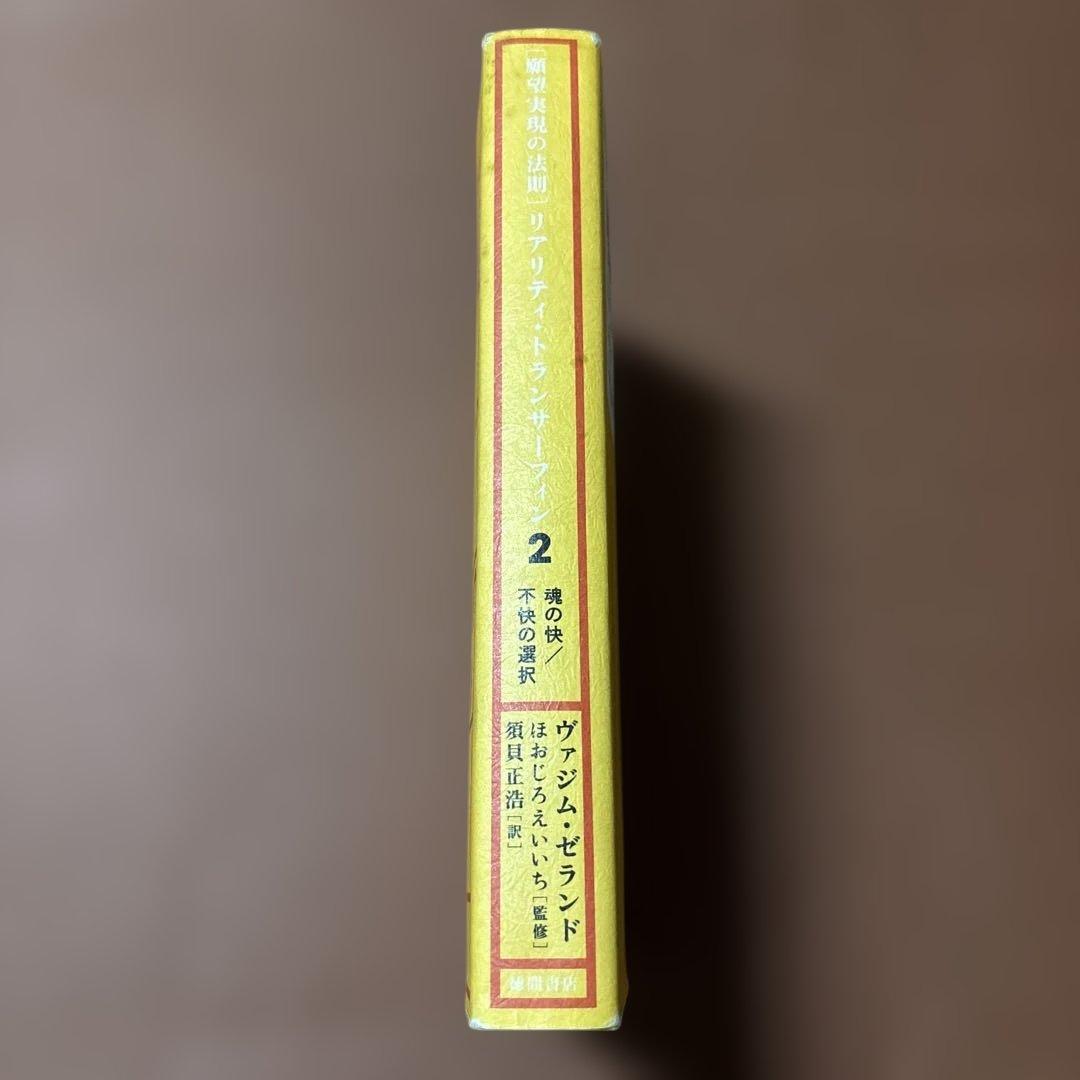 [願望実現の法則]リアリティ・トランサーフィン2
魂の快／
不快の選択
ヴァジム・ゼランド
ほおじろえいいち[監修]
須貝正浩[訳]
徳間書店